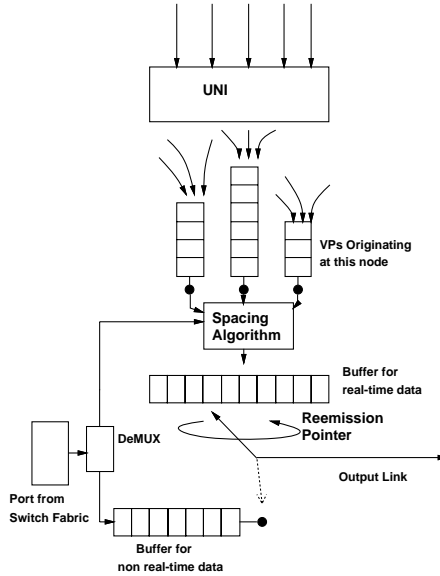 UNI
VPs Originating
at this node
Spacing
Algorithm
Buffer for
real-time data
Reemission
Pointer
DeMUX
Output Link
Port from
Switch Fabric
Buffer for
non real-time data